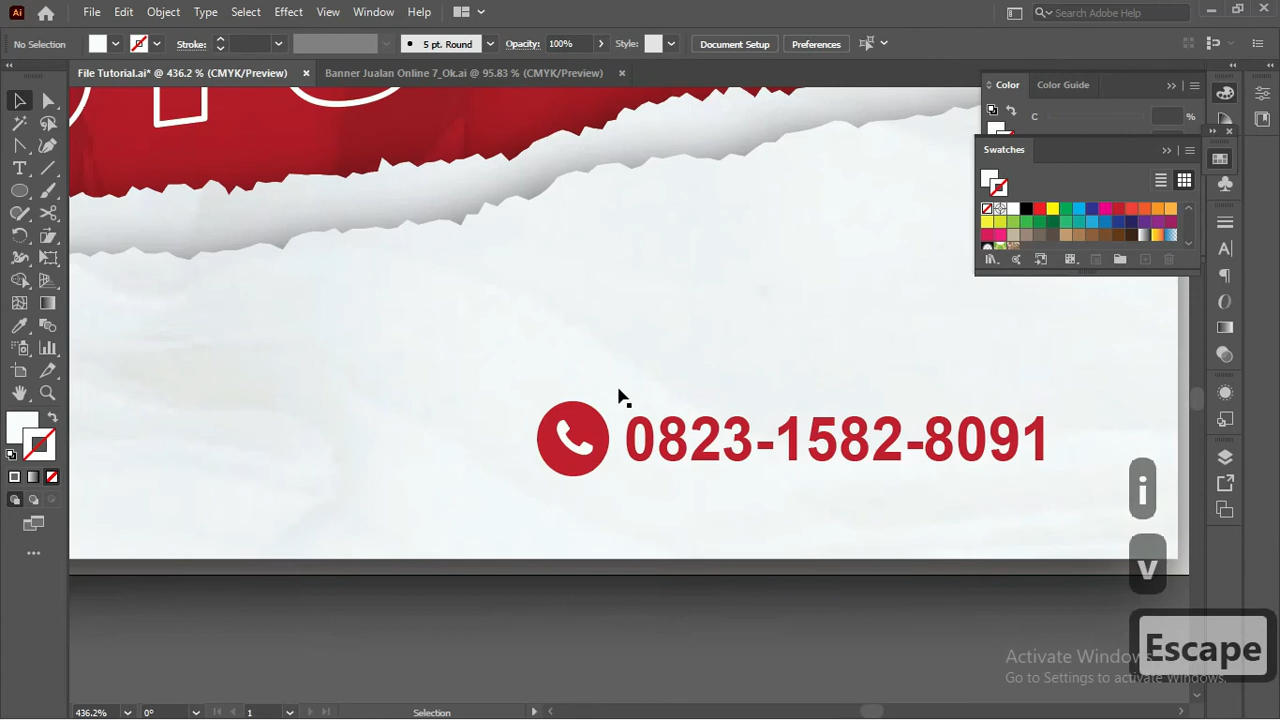 Ai File Edit Object Type Select Effect View Window Help Search Adobe Help
No Selection Stroke: 5 pt. Round Opacity: 100% Style: Document Setup Preferences
File Tutorial.ai* @ 436.2 % (CMYK/Preview) × Banner Jualan Online 7_Ok.ai @ 95.83 % (CMYK/Preview) ×
Color Color Guide
C %
Swatches
0823-1582-8091
i
v
Escape
Activate Windows
Go to Settings to activate Windows.
436.2% 0° 1 Selection